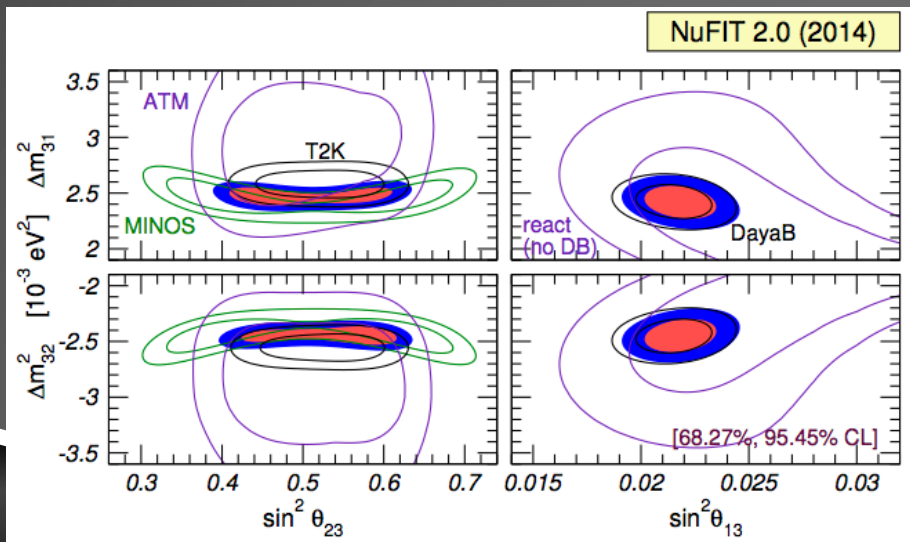 NuFIT 2.0 (2014)
Δm²₃₁
Δm²₃₂ [10⁻³ eV²]
3.5
3
2.5
2
-2
-2.5
-3
-3.5
ATM
T2K
MINOS
react
(no DB)
DayaB
[68.27%, 95.45% CL]
0.3 0.4 0.5 0.6 0.7
0.015 0.02 0.025 0.03
sin² θ₂₃
sin²θ₁₃